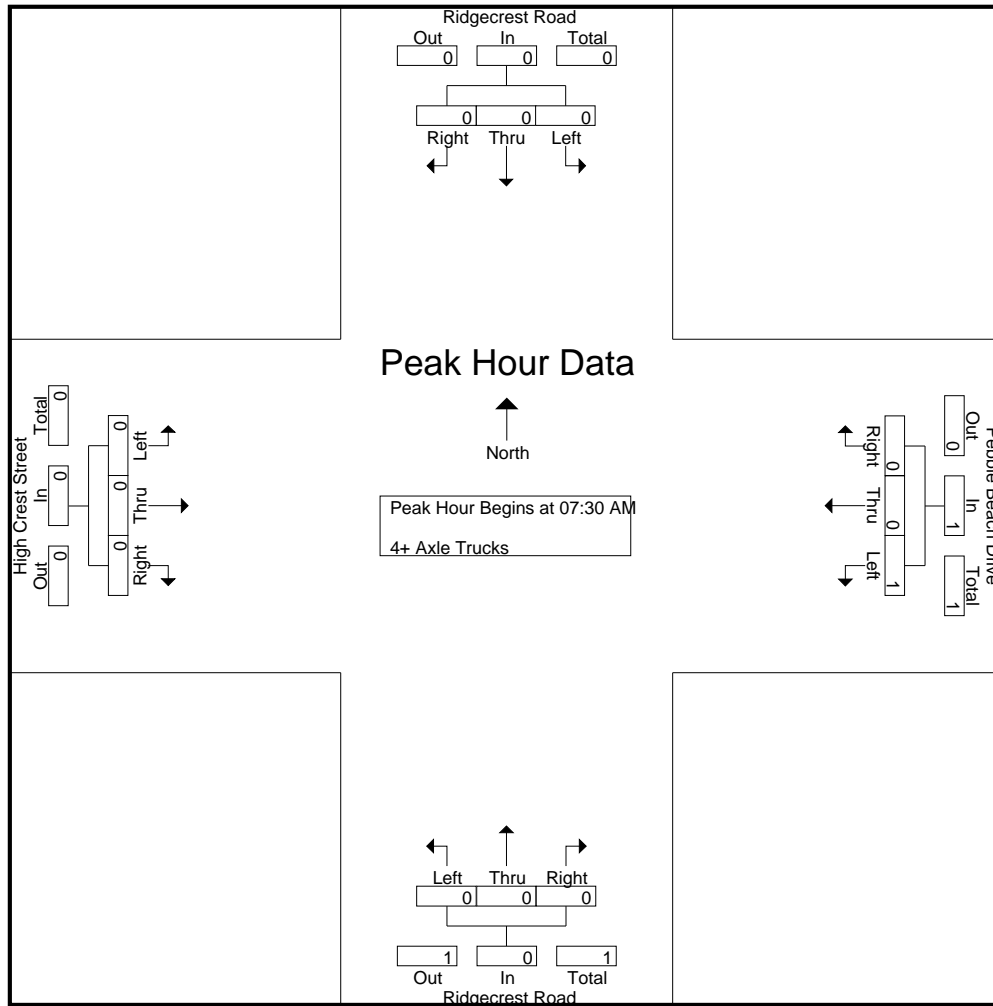 Ridgecrest Road
Out In Total
0 0 0
0 0 0
Right Thru Left
Peak Hour Data
North
Peak Hour Begins at 07:30 AM
4+ Axle Trucks
High Crest Street
Out In Total
0 0 0
Left Thru Right
0 0 0
Pebble Beach Drive
Out In Total
0 1 1
Right Thru Left
0 0 1
Left Thru Right
0 0 0
1 0 1
Out In Total
Ridgecrest Road